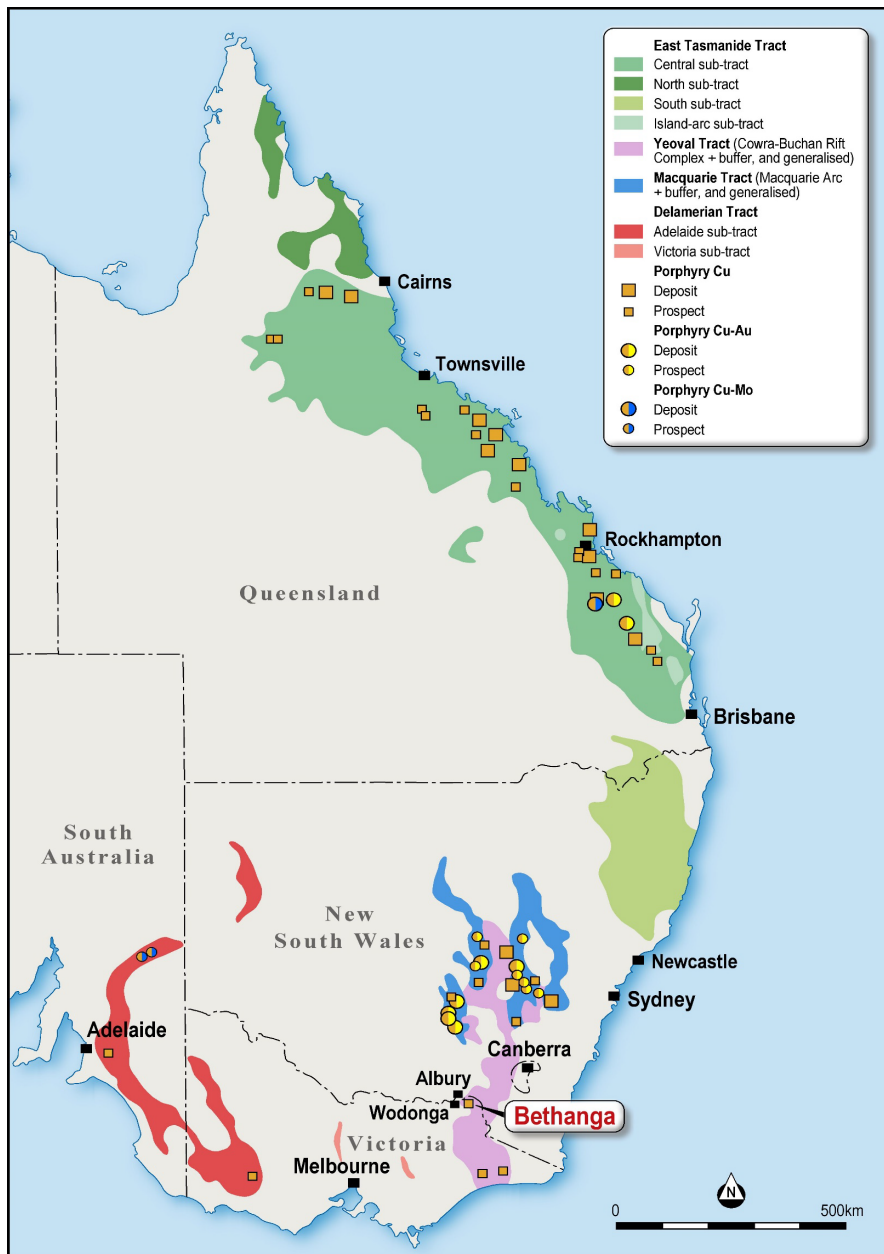 East Tasmanide Tract
Central sub-tract
North sub-tract
South sub-tract
Island-arc sub-tract
Yeoval Tract (Cowra-Buchan Rift
Complex + buffer, and generalised)
Macquarie Tract (Macquarie Arc
+ buffer, and generalised)
Delamerian Tract
Adelaide sub-tract
Victoria sub-tract
Porphyry Cu
Deposit
Prospect
Porphyry Cu-Au
Deposit
Prospect
Porphyry Cu-Mo
Deposit
Prospect
Cairns
Townsville
Rockhampton
Queensland
Brisbane
South
Australia
New
South Wales
Newcastle
Sydney
Adelaide
Canberra
Albury
Wodonga
Bethanga
Victoria
Melbourne
N
0 500km